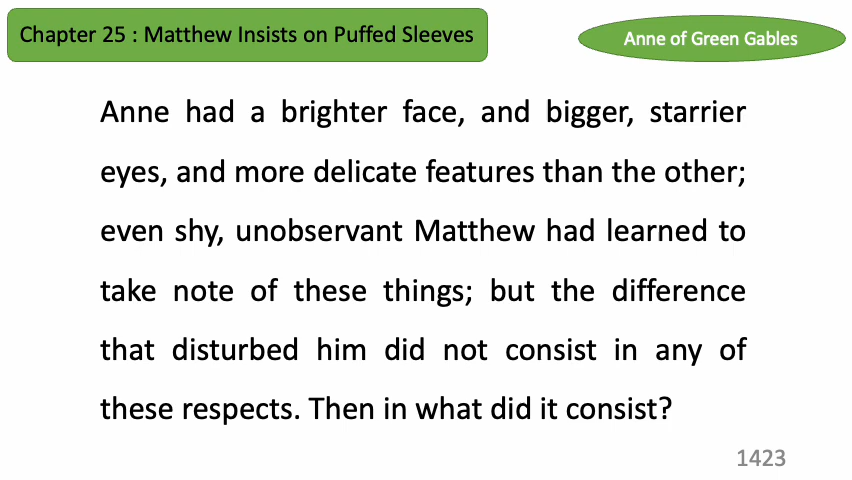 Chapter 25 : Matthew Insists on Puffed Sleeves
Anne of Green Gables
Anne had a brighter face, and bigger, starrier
eyes, and more delicate features than the other;
even shy, unobservant Matthew had learned to
take note of these things; but the difference
that disturbed him did not consist in any of
these respects. Then in what did it consist?
1423